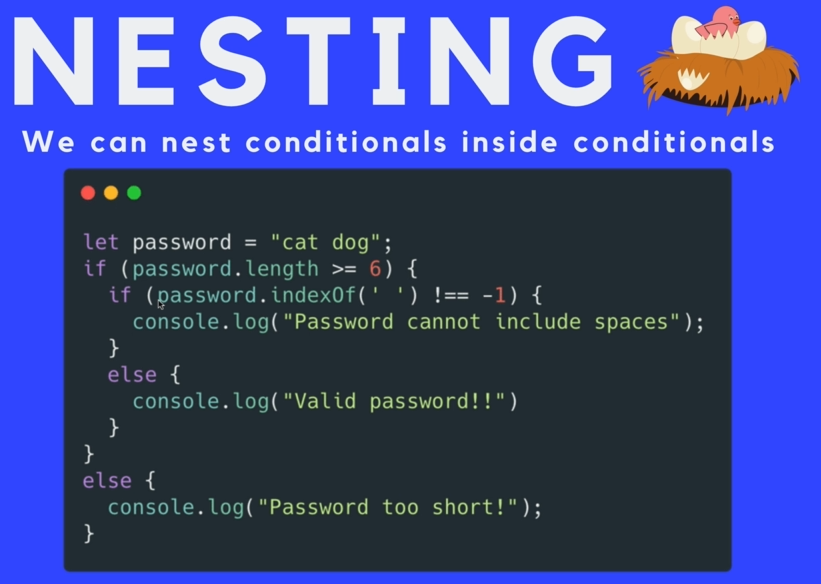 NESTING
We can nest conditionals inside conditionals
let password = "cat dog";
if (password.length >= 6) {
  if (password.indexOf(' ') !== -1) {
    console.log("Password cannot include spaces");
  }
  else {
    console.log("Valid password!!")
  }
}
else {
  console.log("Password too short!");
}